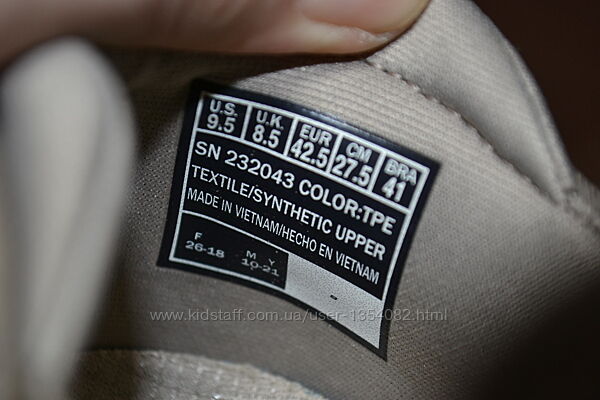 U.S. U.K. EUR CM BRA
9.5 8.5 42.5 27.5 41
SN 232043 COLOR:TPE
TEXTILE/SYNTHETIC UPPER
MADE IN VIETNAM/HECHO EN VIETNAM
F M Y
26-18 10-21
-
www.kidstaff.com.ua/user-1354082.html